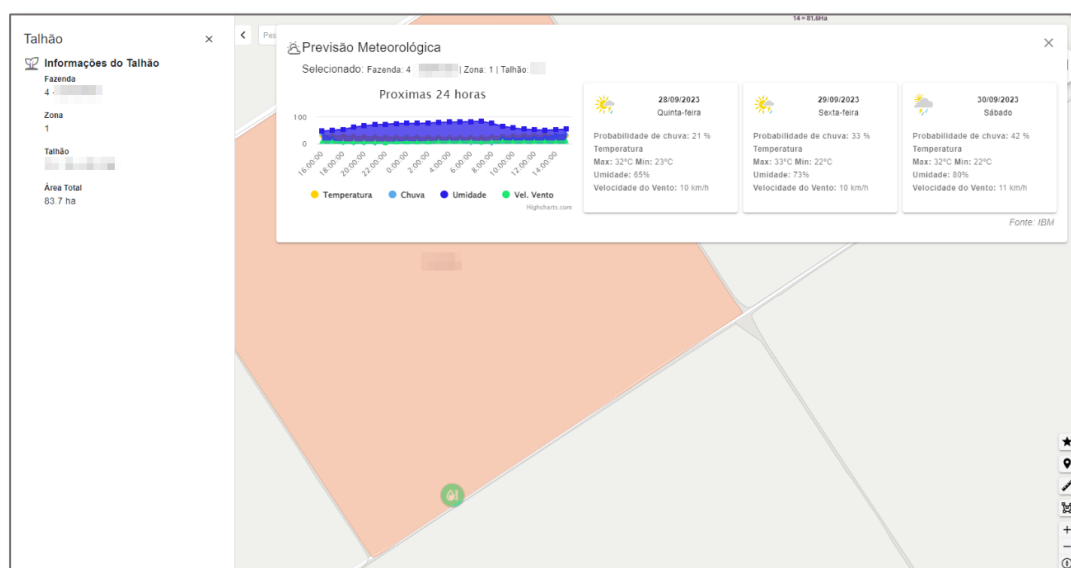 14 = 81,6Ha
Talhão
Informações do Talhão
Fazenda
4 -
Zona
1
Talhão
Área Total
83.7 ha
Pes
Previsão Meteorológica
Selecionado: Fazenda: 4 | Zona: 1 | Talhão:
Proximas 24 horas
100
0
16:00:00
18:00:00
20:00:00
22:00:00
0:00:00
2:00:00
4:00:00
6:00:00
8:00:00
10:00:00
12:00:00
14:00:00
Temperatura Chuva Umidade Vel. Vento
Highcharts.com
28/09/2023
Quinta-feira
Probabilidade de chuva: 21 %
Temperatura
Max: 32°C Min: 23°C
Umidade: 65%
Velocidade do Vento: 10 km/h
29/09/2023
Sexta-feira
Probabilidade de chuva: 33 %
Temperatura
Max: 33°C Min: 22°C
Umidade: 73%
Velocidade do Vento: 10 km/h
30/09/2023
Sábado
Probabilidade de chuva: 42 %
Temperatura
Max: 32°C Min: 22°C
Umidade: 80%
Velocidade do Vento: 11 km/h
Fonte: IBM